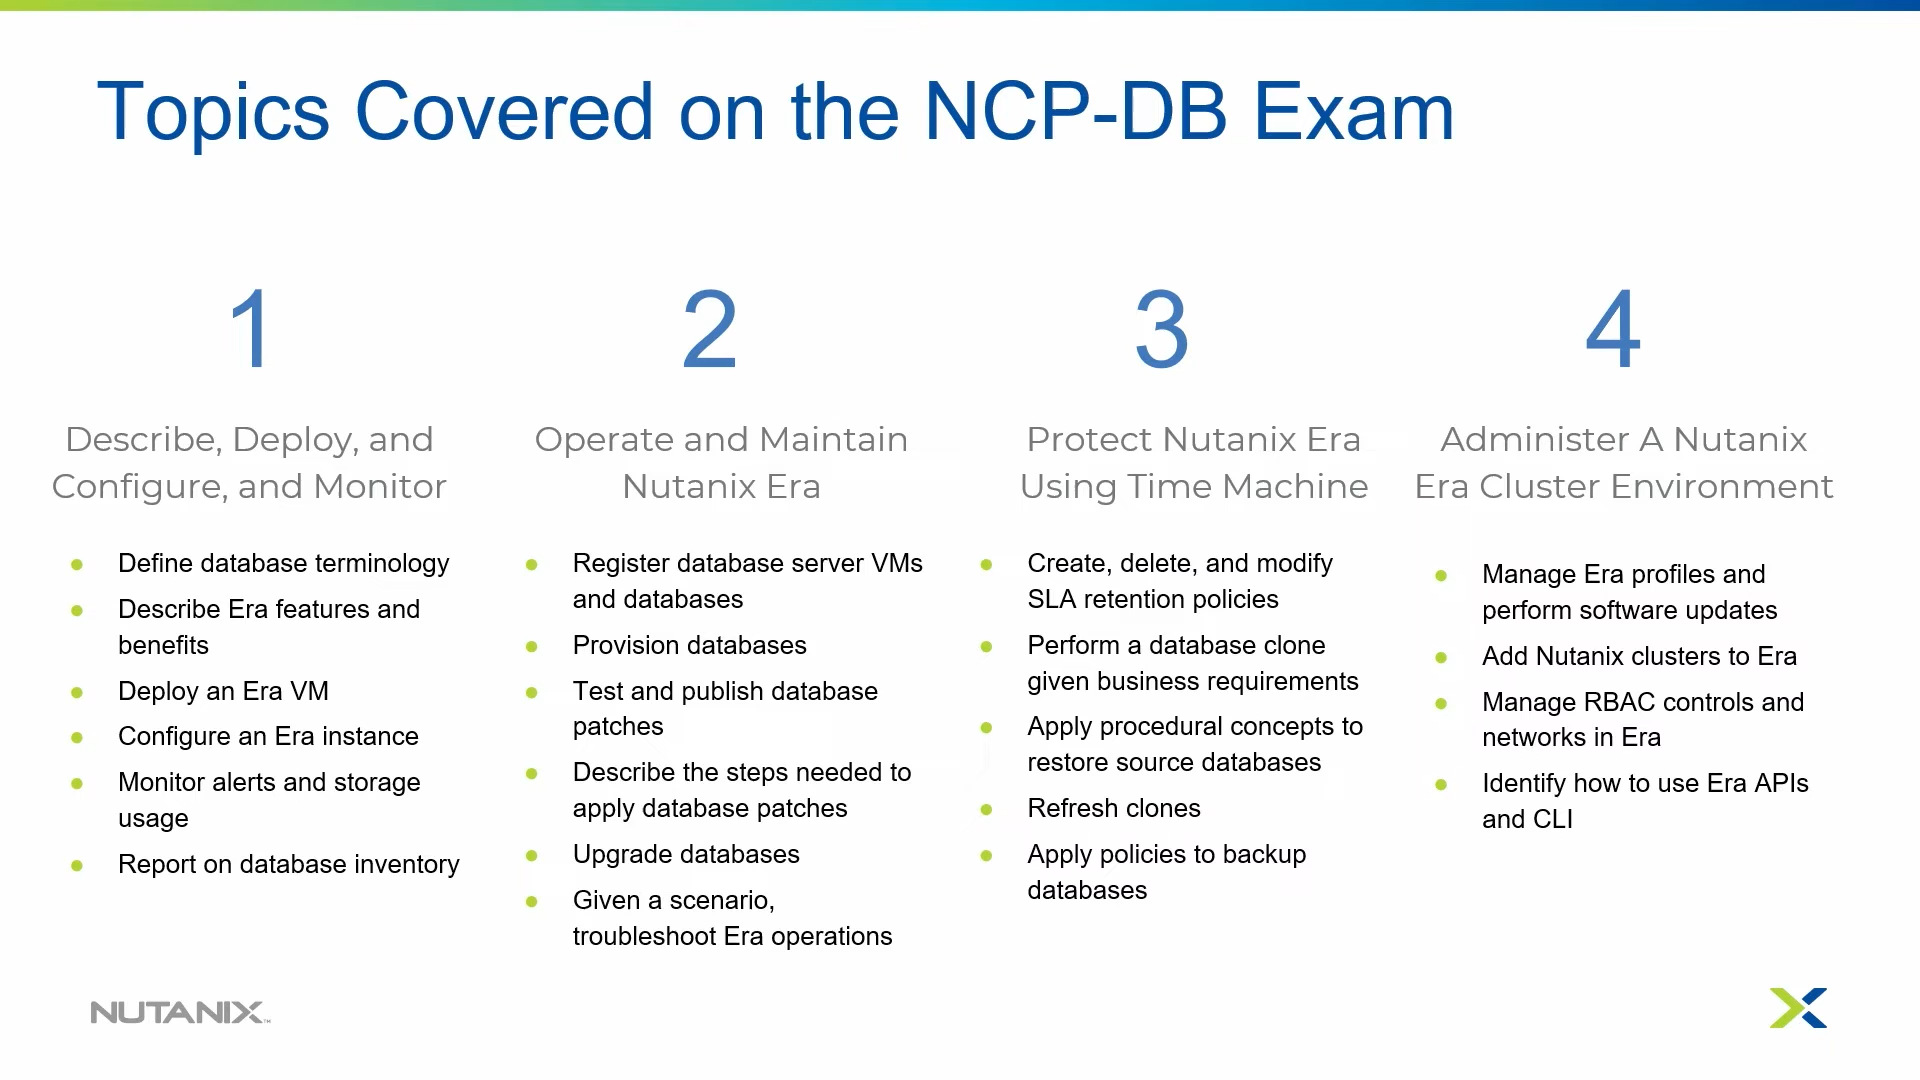 Topics Covered on the NCP-DB Exam
1
Describe, Deploy, and
Configure, and Monitor
● Define database terminology
● Describe Era features and
benefits
● Deploy an Era VM
● Configure an Era instance
● Monitor alerts and storage
usage
● Report on database inventory
2
Operate and Maintain
Nutanix Era
● Register database server VMs
and databases
● Provision databases
● Test and publish database
patches
● Describe the steps needed to
apply database patches
● Upgrade databases
● Given a scenario,
troubleshoot Era operations
3
Protect Nutanix Era
Using Time Machine
● Create, delete, and modify
SLA retention policies
● Perform a database clone
given business requirements
● Apply procedural concepts to
restore source databases
● Refresh clones
● Apply policies to backup
databases
4
Administer A Nutanix
Era Cluster Environment
● Manage Era profiles and
perform software updates
● Add Nutanix clusters to Era
● Manage RBAC controls and
networks in Era
● Identify how to use Era APIs
and CLI
NUTANIX™